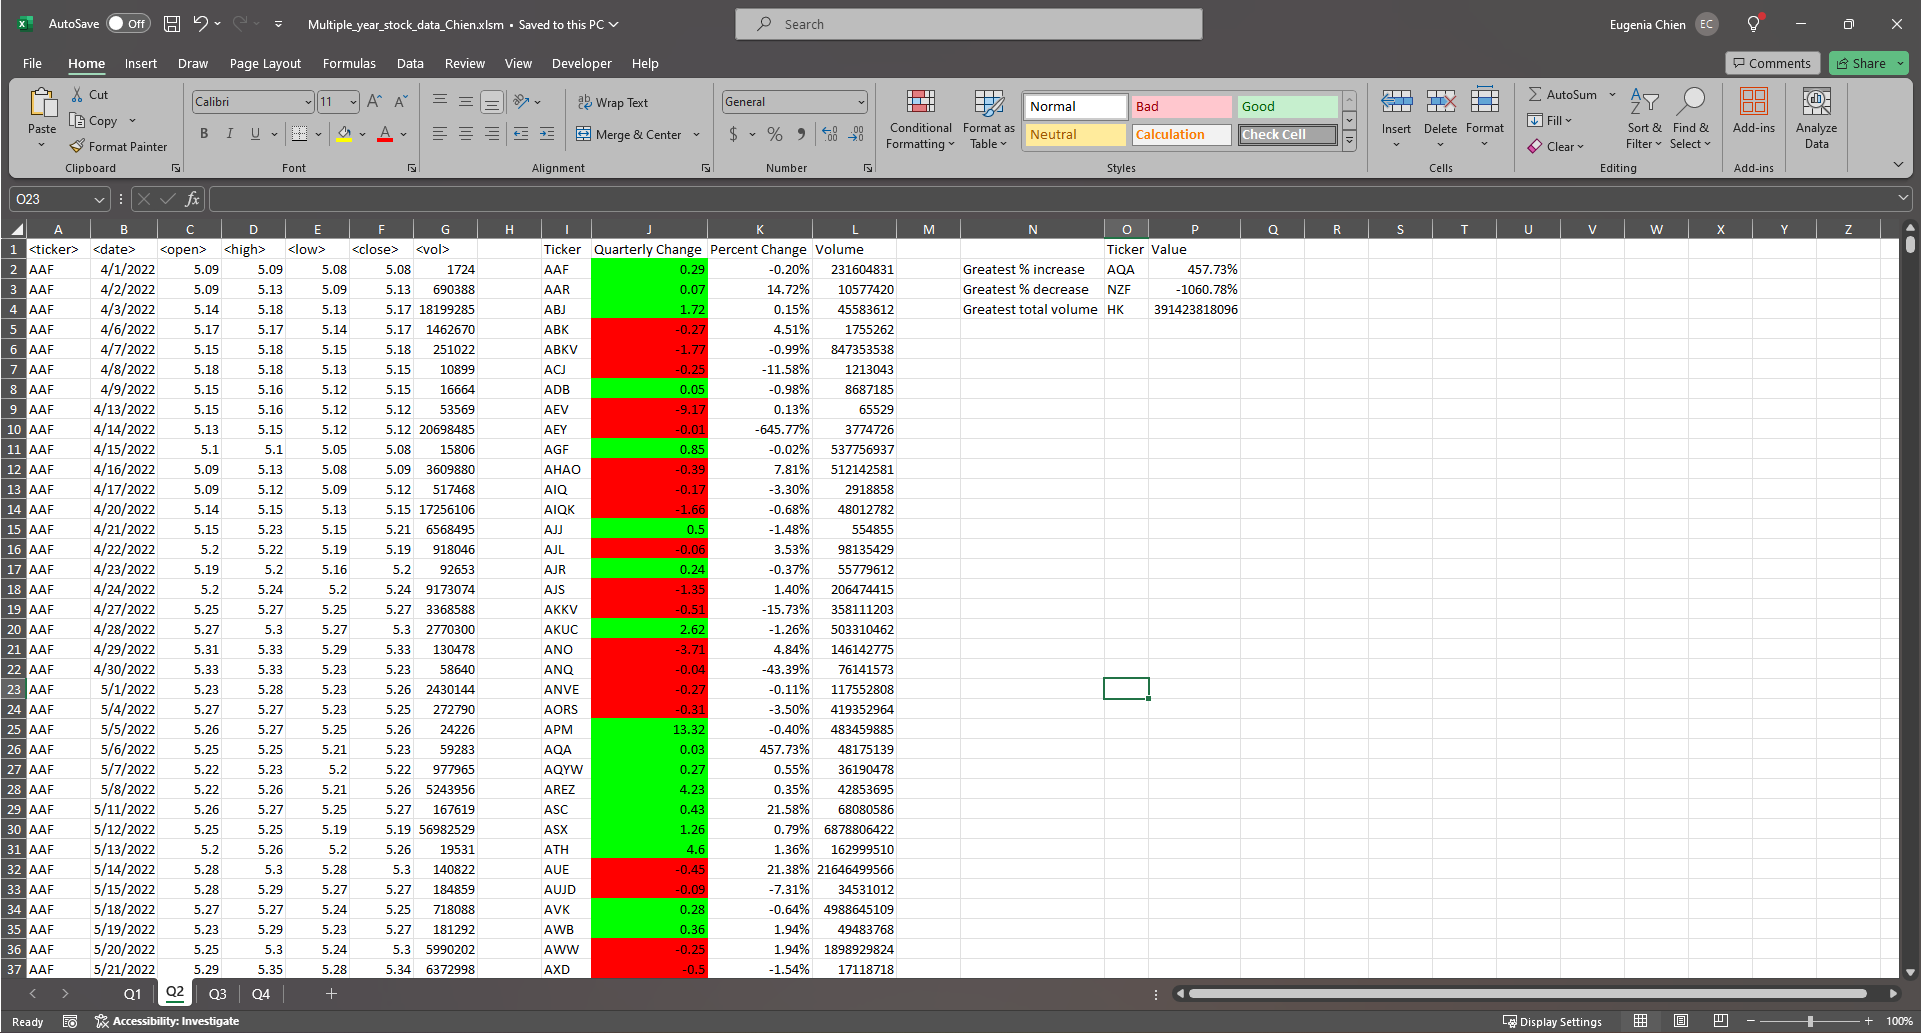 AutoSave Off Multiple_year_stock_data_Chien.xlsm • Saved to this PC Search Eugenia Chien EC
File Home Insert Draw Page Layout Formulas Data Review View Developer Help Comments Share
Paste Cut Copy Format Painter Clipboard
Calibri 11 B I U A Font
Wrap Text Merge & Center Alignment
General $ % Number
Conditional Formatting Format as Table Normal Bad Good Neutral Calculation Check Cell Styles
Insert Delete Format Cells
AutoSum Fill Clear Sort & Filter Find & Select Editing
Add-ins Add-ins Analyze Data
O23 fx
A B C D E F G H I J K L M N O P Q R S T U V W X Y Z
1 <ticker> <date> <open> <high> <low> <close> <vol> Ticker Quarterly Change Percent Change Volume Ticker Value
2 AAF 4/1/2022 5.09 5.09 5.08 5.08 1724 AAF 0.29 -0.20% 231604831 Greatest % increase AQA 457.73%
3 AAF 4/2/2022 5.09 5.13 5.09 5.13 690388 AAR 0.07 14.72% 10577420 Greatest % decrease NZF -1060.78%
4 AAF 4/3/2022 5.14 5.18 5.13 5.17 18199285 ABJ 1.72 0.15% 45583612 Greatest total volume HK 391423818096
5 AAF 4/6/2022 5.17 5.17 5.14 5.17 1462670 ABK -0.27 4.51% 1755262
6 AAF 4/7/2022 5.15 5.18 5.15 5.18 251022 ABKV -1.77 -0.99% 847353538
7 AAF 4/8/2022 5.18 5.18 5.13 5.15 10899 ACJ -0.25 -11.58% 1213043
8 AAF 4/9/2022 5.15 5.16 5.12 5.15 16664 ADB 0.05 -0.98% 8687185
9 AAF 4/13/2022 5.15 5.16 5.12 5.12 53569 AEV -9.17 0.13% 65529
10 AAF 4/14/2022 5.13 5.15 5.12 5.12 20698485 AEY -0.01 -645.77% 3774726
11 AAF 4/15/2022 5.1 5.1 5.05 5.08 15806 AGF 0.85 -0.02% 537756937
12 AAF 4/16/2022 5.09 5.13 5.08 5.09 3609880 AHAO -0.39 7.81% 512142581
13 AAF 4/17/2022 5.09 5.12 5.09 5.12 517468 AIQ -0.17 -3.30% 2918858
14 AAF 4/20/2022 5.14 5.15 5.13 5.15 17256106 AIQK -1.66 -0.68% 48012782
15 AAF 4/21/2022 5.15 5.23 5.15 5.21 6568495 AJJ 0.5 -1.48% 554855
16 AAF 4/22/2022 5.2 5.22 5.19 5.19 918046 AJL -0.06 3.53% 98135429
17 AAF 4/23/2022 5.19 5.2 5.16 5.2 92653 AJR 0.24 -0.37% 55779612
18 AAF 4/24/2022 5.2 5.24 5.2 5.24 9173074 AJS -1.35 1.40% 206474415
19 AAF 4/27/2022 5.25 5.27 5.25 5.27 3368588 AKKV -0.51 -15.73% 358111203
20 AAF 4/28/2022 5.27 5.3 5.27 5.3 2770300 AKUC 2.62 -1.26% 503310462
21 AAF 4/29/2022 5.31 5.33 5.29 5.33 130478 ANO -3.71 4.84% 146142775
22 AAF 4/30/2022 5.33 5.33 5.23 5.23 58640 ANQ -0.04 -43.39% 76141573
23 AAF 5/1/2022 5.23 5.28 5.23 5.26 2430144 ANVE -0.27 -0.11% 117552808
24 AAF 5/4/2022 5.27 5.27 5.23 5.25 272790 AORS -0.31 -3.50% 419352964
25 AAF 5/5/2022 5.26 5.27 5.25 5.26 24226 APM 13.32 -0.40% 483459885
26 AAF 5/6/2022 5.25 5.25 5.21 5.23 59283 AQA 0.03 457.73% 48175139
27 AAF 5/7/2022 5.22 5.23 5.2 5.22 977965 AQYW 0.27 0.55% 36190478
28 AAF 5/8/2022 5.22 5.26 5.21 5.26 5243956 AREZ 4.23 0.35% 42853695
29 AAF 5/11/2022 5.26 5.27 5.25 5.27 167619 ASC 0.43 21.58% 68080586
30 AAF 5/12/2022 5.25 5.25 5.19 5.19 56982529 ASX 1.26 0.79% 6878806422
31 AAF 5/13/2022 5.2 5.26 5.2 5.26 19531 ATH 4.6 1.36% 162999510
32 AAF 5/14/2022 5.28 5.3 5.28 5.3 140822 AUE -0.45 21.38% 21646499566
33 AAF 5/15/2022 5.28 5.29 5.27 5.27 184859 AUJD -0.09 -7.31% 34531012
34 AAF 5/18/2022 5.27 5.27 5.24 5.25 718088 AVK 0.28 -0.64% 4988645109
35 AAF 5/19/2022 5.23 5.29 5.23 5.27 181292 AWB 0.36 1.94% 49483768
36 AAF 5/20/2022 5.25 5.3 5.24 5.3 5990202 AWW -0.25 1.94% 1898929824
37 AAF 5/21/2022 5.29 5.35 5.28 5.34 6372998 AXD -0.5 -1.54% 17118718
Q1 Q2 Q3 Q4
Ready Accessibility: Investigate Display Settings 100%